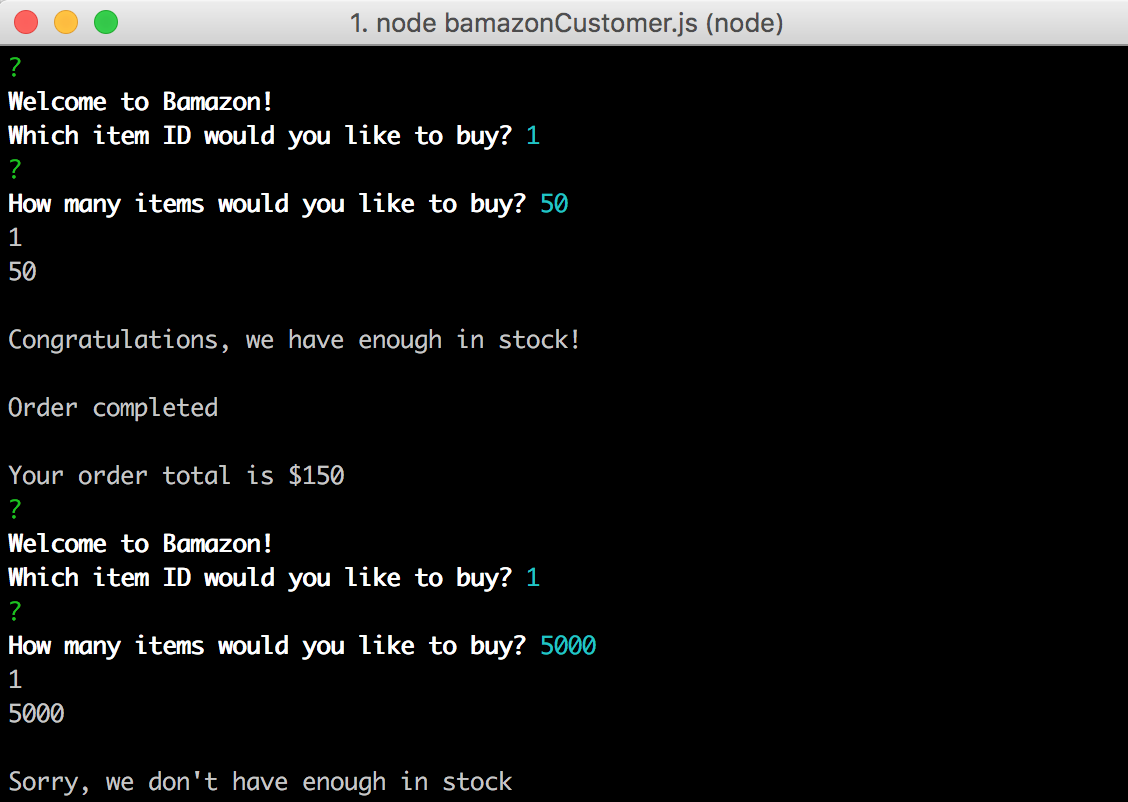 1. node bamazonCustomer.js (node)
?
Welcome to Bamazon!
Which item ID would you like to buy? 1
?
How many items would you like to buy? 50
1
50
Congratulations, we have enough in stock!
Order completed
Your order total is $150
?
Welcome to Bamazon!
Which item ID would you like to buy? 1
?
How many items would you like to buy? 5000
1
5000
Sorry, we don't have enough in stock